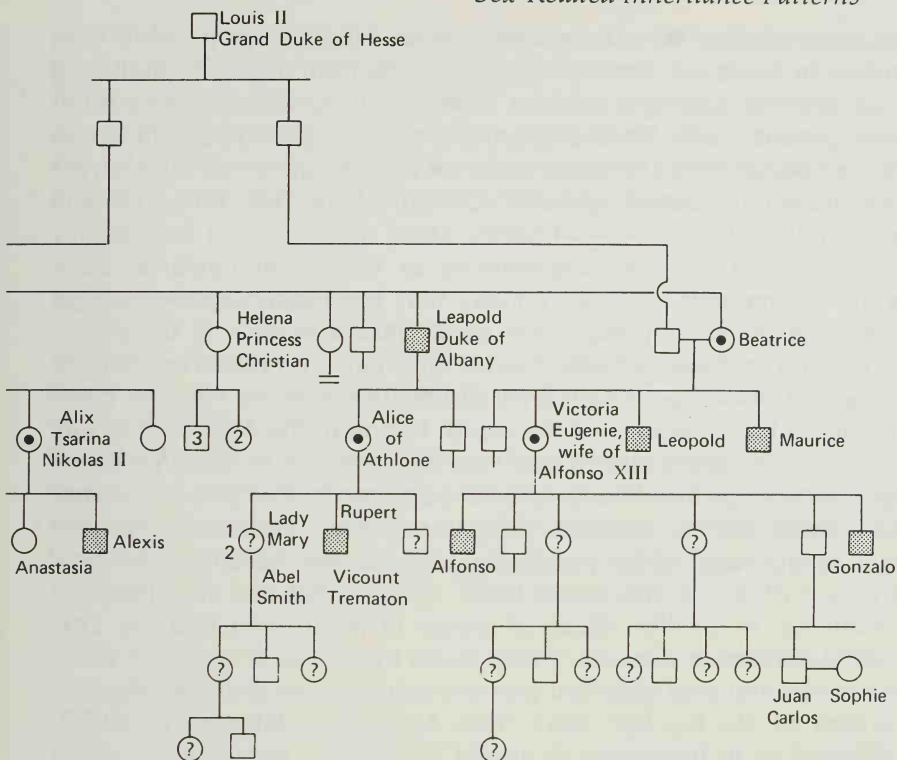 Sex-Related Inheritance Patterns
Louis II
Grand Duke of Hesse
Helena
Princess
Christian
Leapold
Duke of
Albany
Beatrice
Alix
Tsarina
Nikolas II
3
2
Alice
of
Athlone
Victoria
Eugenie,
wife of
Alfonso XIII
Leopold
Maurice
Anastasia
Alexis
1
2
?
Lady
Mary
Abel
Smith
Rupert
Vicount
Trematon
?
Alfonso
?
?
Gonzalo
?
?
?
?
?
?
Juan
Carlos
Sophie
?
?